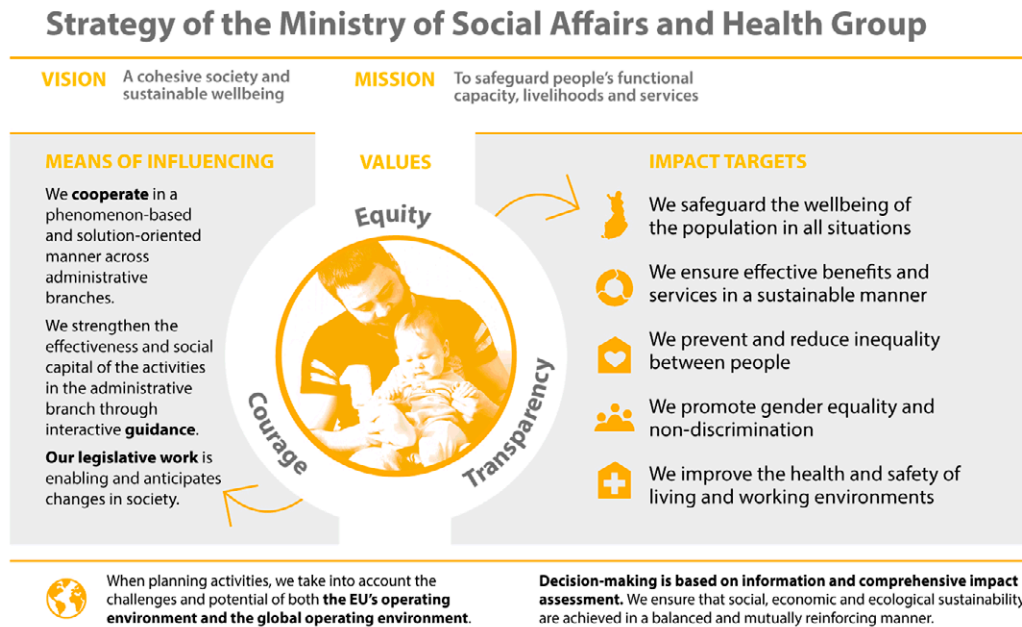 Strategy of the Ministry of Social Affairs and Health Group
VISION
A cohesive society and
sustainable wellbeing
MISSION
To safeguard people's functional
capacity, livelihoods and services
MEANS OF INFLUENCING
We cooperate in a
phenomenon-based
and solution-oriented
manner across
administrative
branches.
We strengthen the
effectiveness and social
capital of the activities
in the administrative
branch through
interactive guidance.
Our legislative work is
enabling and anticipates
changes in society.
VALUES
Equity
Courage
Transparency
IMPACT TARGETS
We safeguard the wellbeing of
the population in all situations
We ensure effective benefits and
services in a sustainable manner
We prevent and reduce inequality
between people
We promote gender equality and
non-discrimination
We improve the health and safety of
living and working environments
When planning activities, we take into account the
challenges and potential of both the EU's operating
environment and the global operating environment.
Decision-making is based on information and comprehensive impact
assessment. We ensure that social, economic and ecological sustainability
are achieved in a balanced and mutually reinforcing manner.